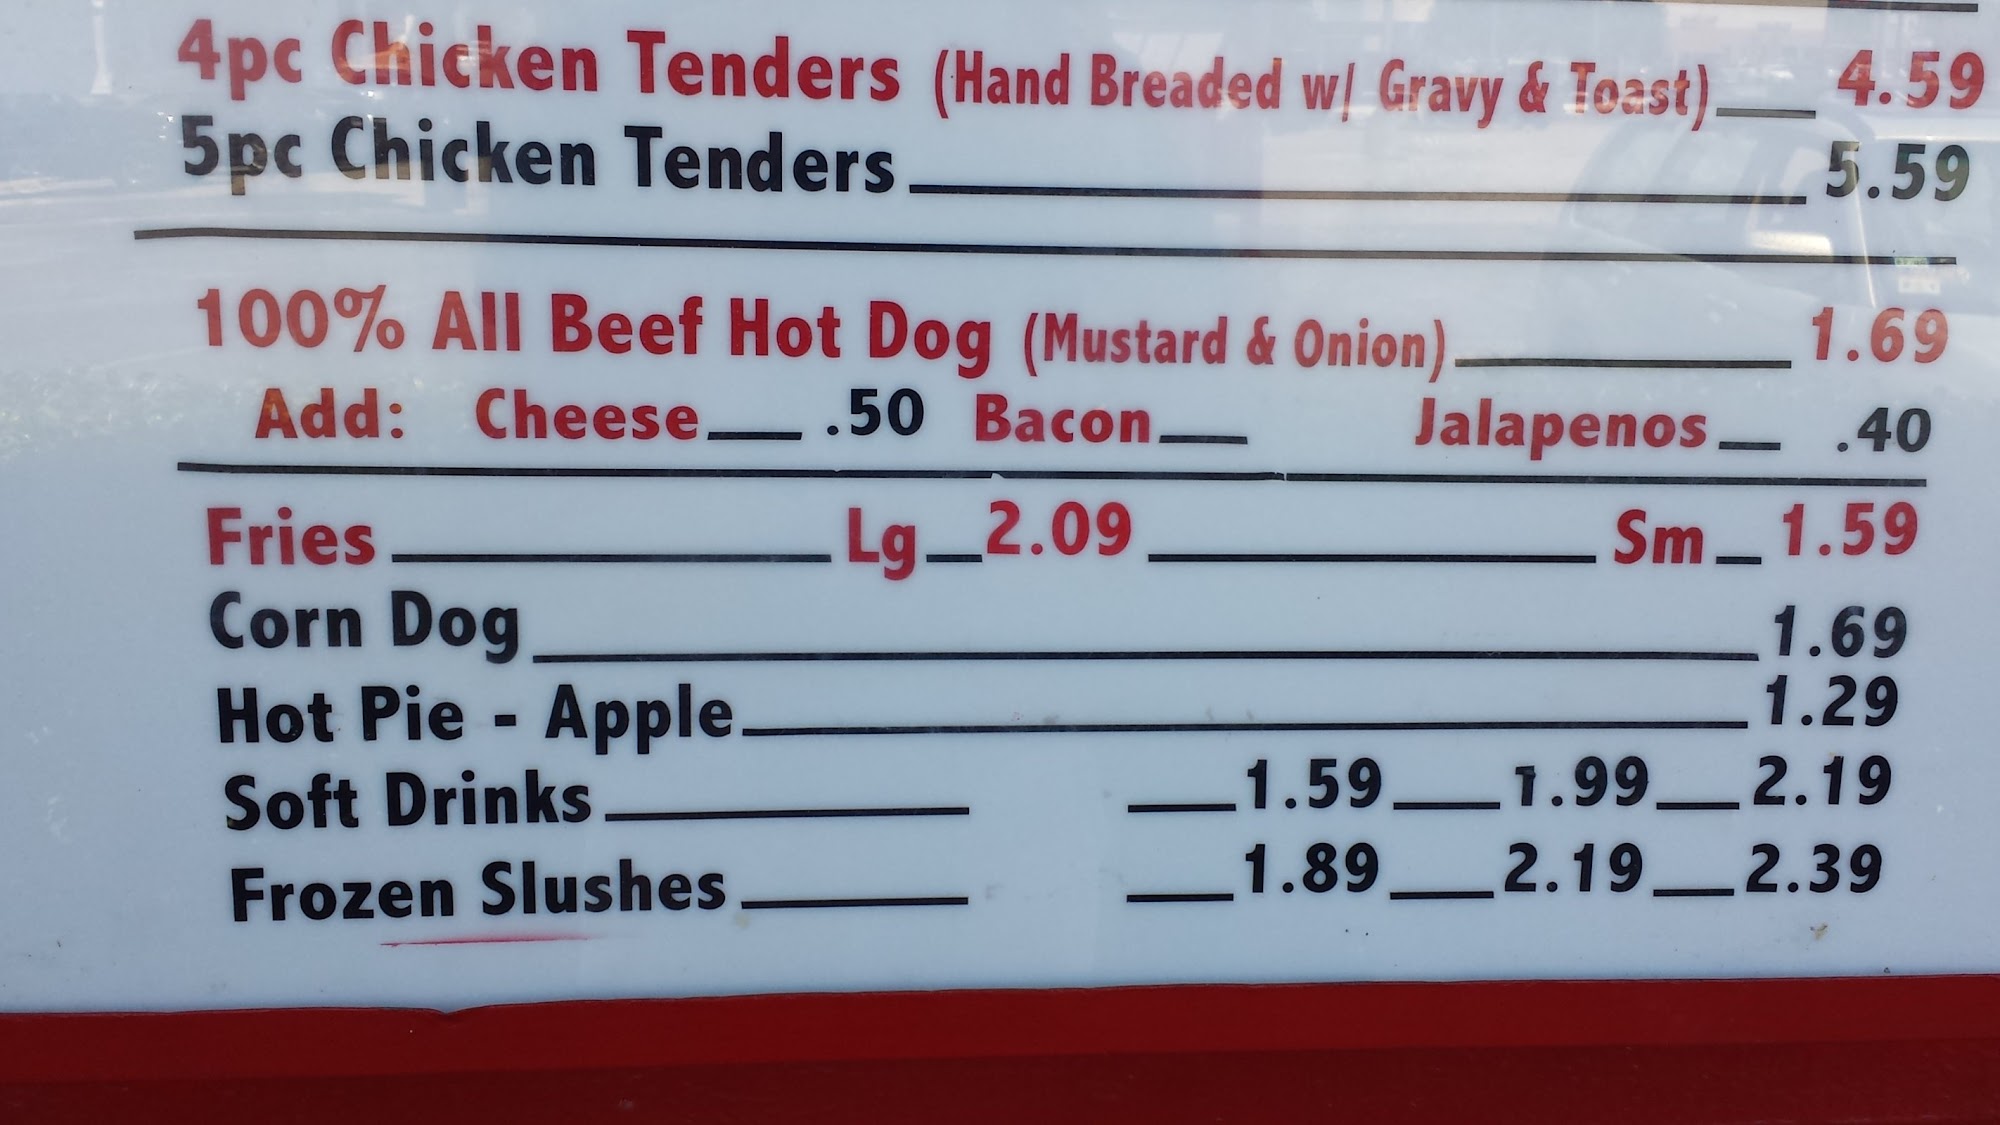 4pc Chicken Tenders (Hand Breaded w/ Gravy & Toast) 4.59
5pc Chicken Tenders 5.59
100% All Beef Hot Dog (Mustard & Onion) 1.69
Add: Cheese .50 Bacon Jalapenos .40
Fries Lg 2.09 Sm 1.59
Corn Dog 1.69
Hot Pie - Apple 1.29
Soft Drinks 1.59 1.99 2.19
Frozen Slushes 1.89 2.19 2.39